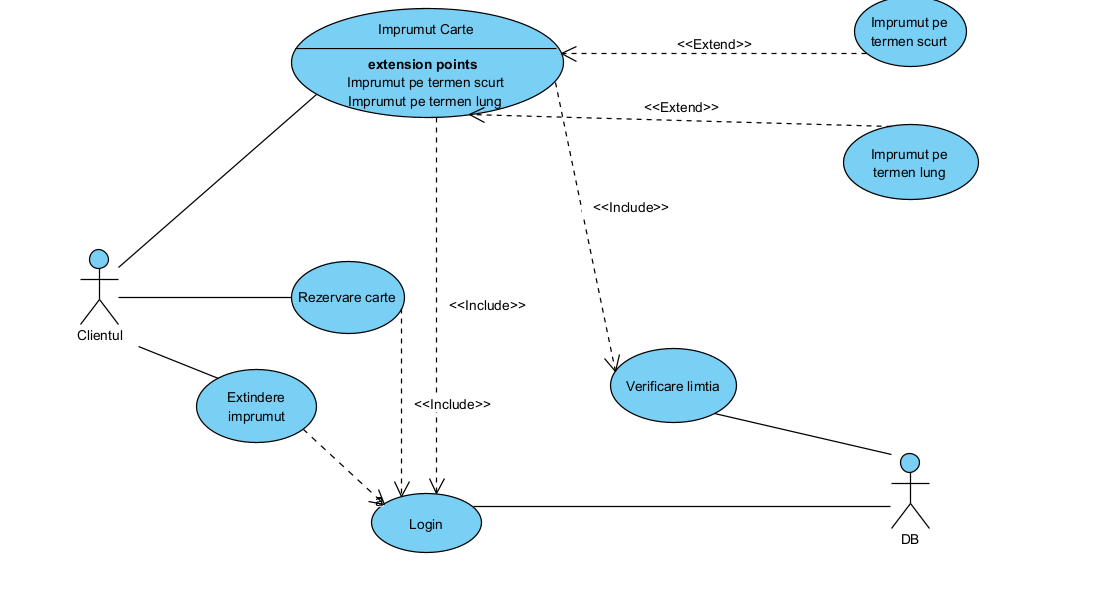 Imprumut Carte
extension points
Imprumut pe termen scurt
Imprumut pe termen lung
<<Extend>>
Imprumut pe
termen scurt
<<Extend>>
Imprumut pe
termen lung
<<Include>>
Clientul
Rezervare carte
<<Include>>
Extindere
imprumut
<<Include>>
Verificare limtia
Login
DB